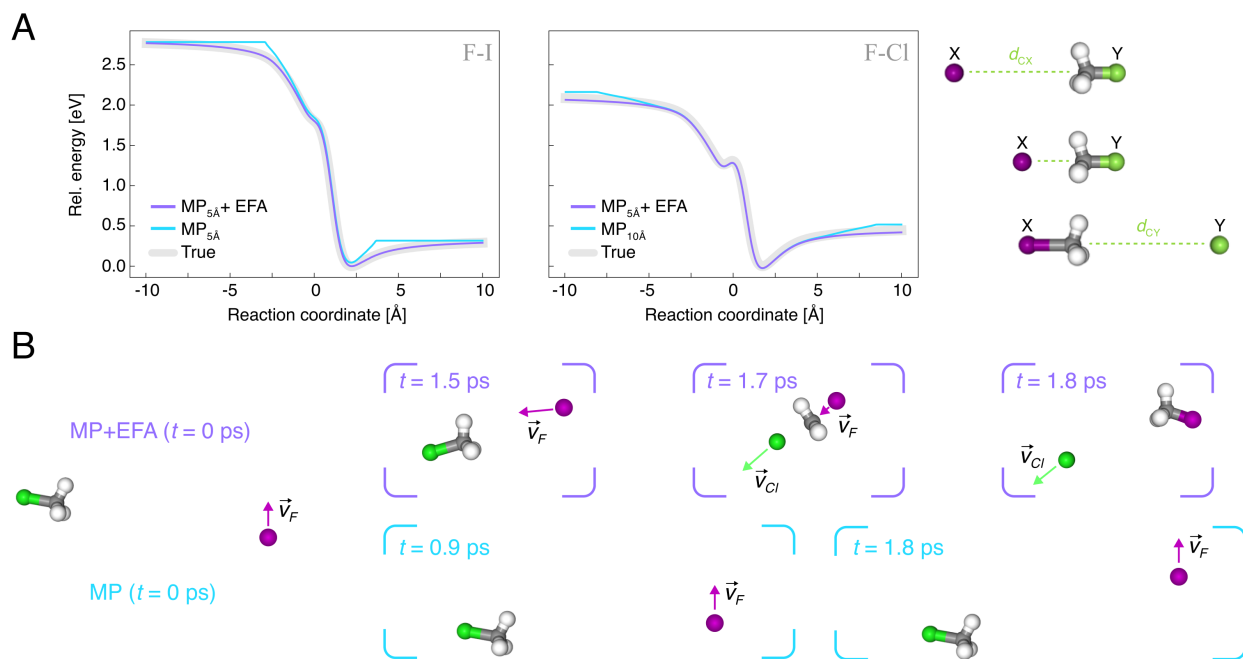 A
F-I
Rel. energy [eV]
2.5
2.0
1.5
1.0
0.5
0.0
MP5Å+ EFA
MP5Å
True
-10
-5
0
5
10
Reaction coordinate [Å]
F-Cl
MP5Å+ EFA
MP10Å
True
-10
-5
0
5
10
Reaction coordinate [Å]
X
dCX
Y
X
Y
X
dCY
Y
B
MP+EFA (t = 0 ps)
v⃗F
t = 1.5 ps
v⃗F
t = 1.7 ps
v⃗F
v⃗Cl
t = 1.8 ps
v⃗Cl
MP (t = 0 ps)
t = 0.9 ps
v⃗F
t = 1.8 ps
v⃗F